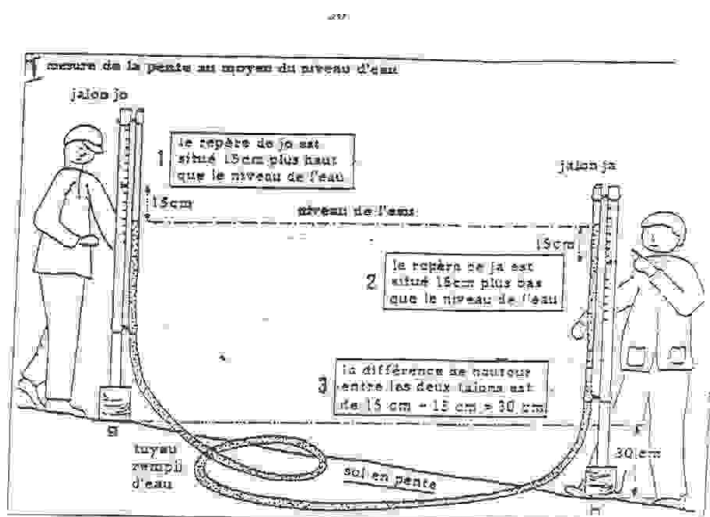 mesure de la pente au moyen du niveau d'eau
jalon jo
1
le repère de jo est
situé 15cm plus haut
que le niveau de l'eau
15cm
niveau de l'eau
jalon ja
15cm
2
le repère de ja est
situé 15cm plus bas
que le niveau de l'eau
3
la différence de hauteur
entre les deux talons est
de 15 cm + 15 cm = 30 cm
tuyau
rempli
d'eau
sol en pente
30 cm